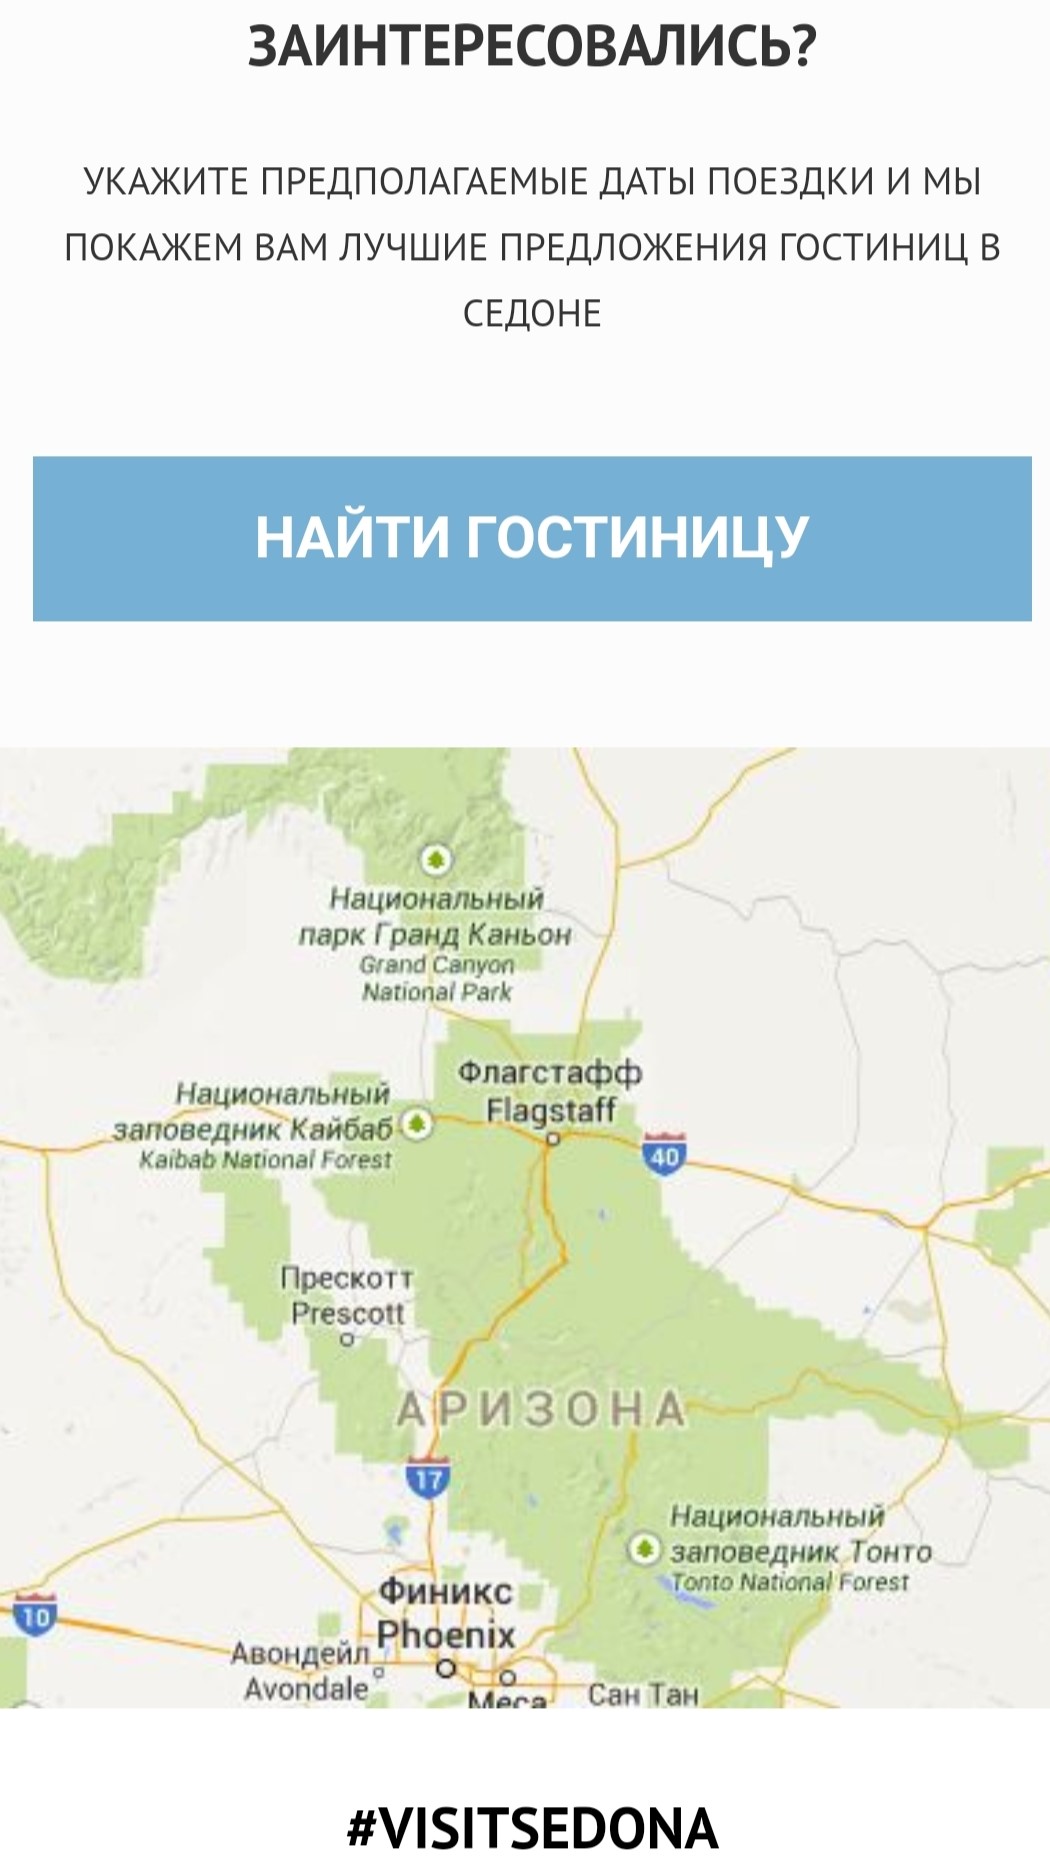 ЗАИНТЕРЕСОВАЛИСЬ?
УКАЖИТЕ ПРЕДПОЛАГАЕМЫЕ ДАТЫ ПОЕЗДКИ И МЫ
ПОКАЖЕМ ВАМ ЛУЧШИЕ ПРЕДЛОЖЕНИЯ ГОСТИНИЦ В
СЕДОНЕ
НАЙТИ ГОСТИНИЦУ
Национальный
парк Гранд Каньон
Grand Canyon
National Park
Флагстафф
Flagstaff
Национальный
заповедник Кайбаб
Kaibab National Forest
40
Прескотт
Prescott
АРИЗОНА
17
Национальный
заповедник Тонто
Tonto National Forest
10
Финикс
Phoenix
Авондейл
Avondale
Меса
Сан Тан
#VISITSEDONA